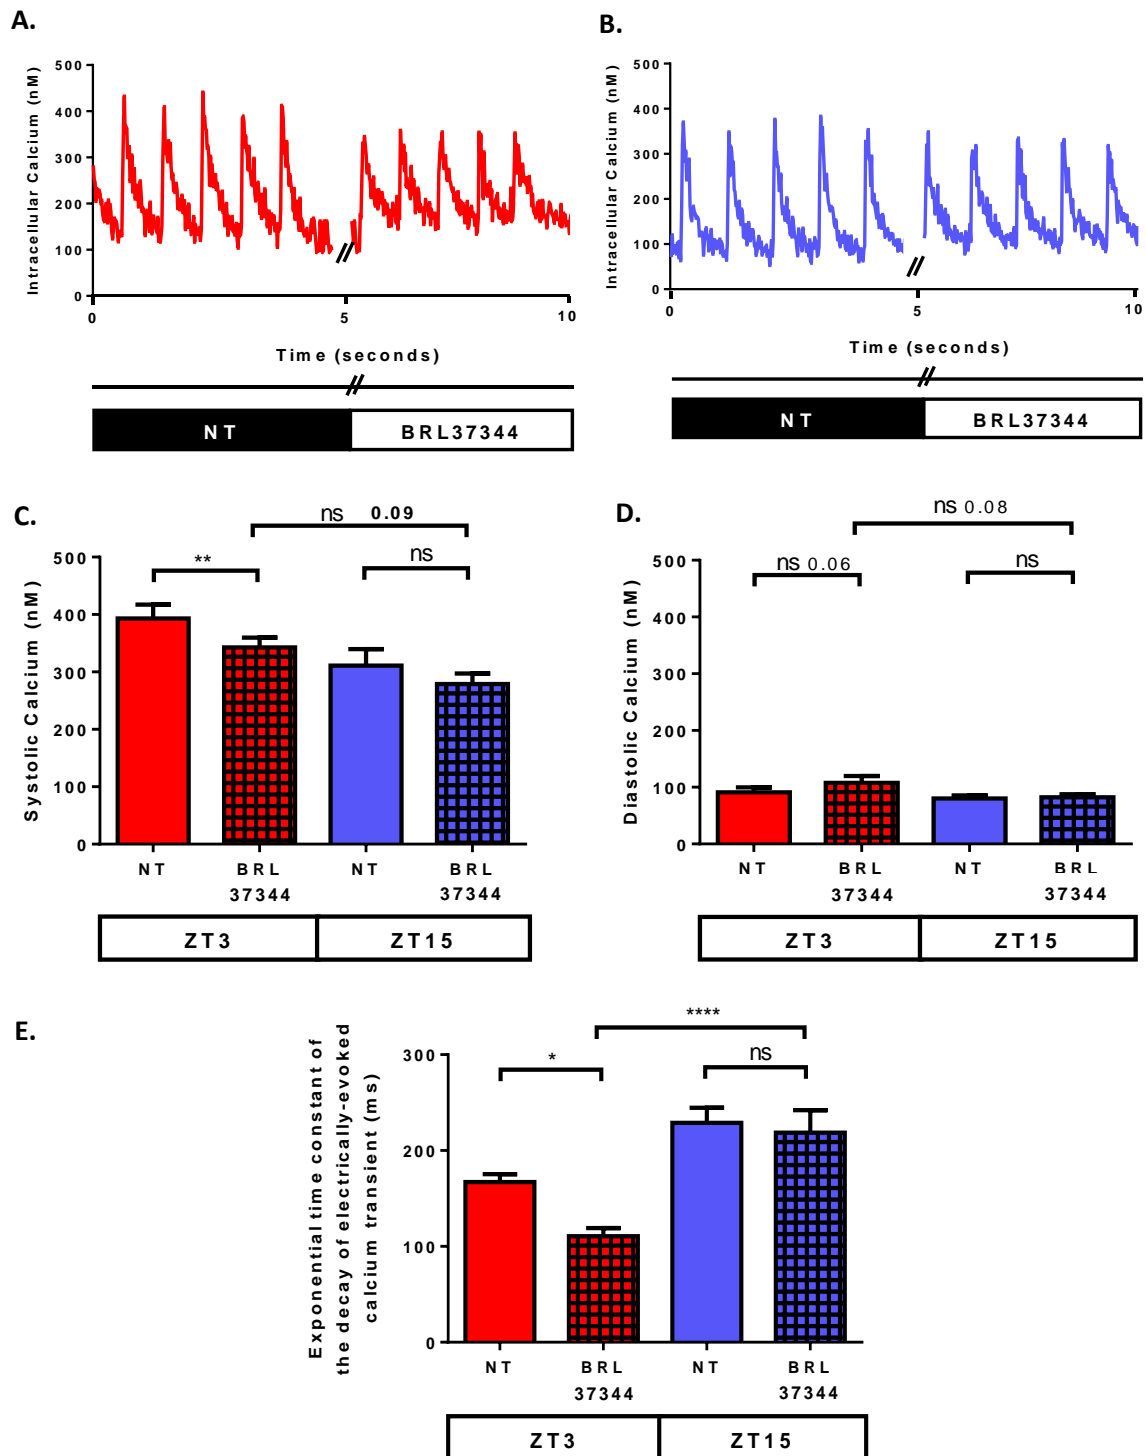 A.
Intracellular Calcium (nM)
500
400
300
200
100
0
0
5
10
Time (seconds)
NT
BRL37344
B.
Intracellular Calcium (nM)
500
400
300
200
100
0
0
5
10
Time (seconds)
NT
BRL37344
C.
ns 0.09
**
ns
Systolic Calcium (nM)
500
400
300
200
100
0
NT
BRL
37344
NT
BRL
37344
ZT3
ZT15
D.
ns 0.08
ns 0.06
ns
Diastolic Calcium (nM)
500
400
300
200
100
0
NT
BRL
37344
NT
BRL
37344
ZT3
ZT15
E.
****
*
ns
Exponential time constant of
the decay of electrically-evoked
calcium transient (ms)
300
200
100
0
NT
BRL
37344
NT
BRL
37344
ZT3
ZT15